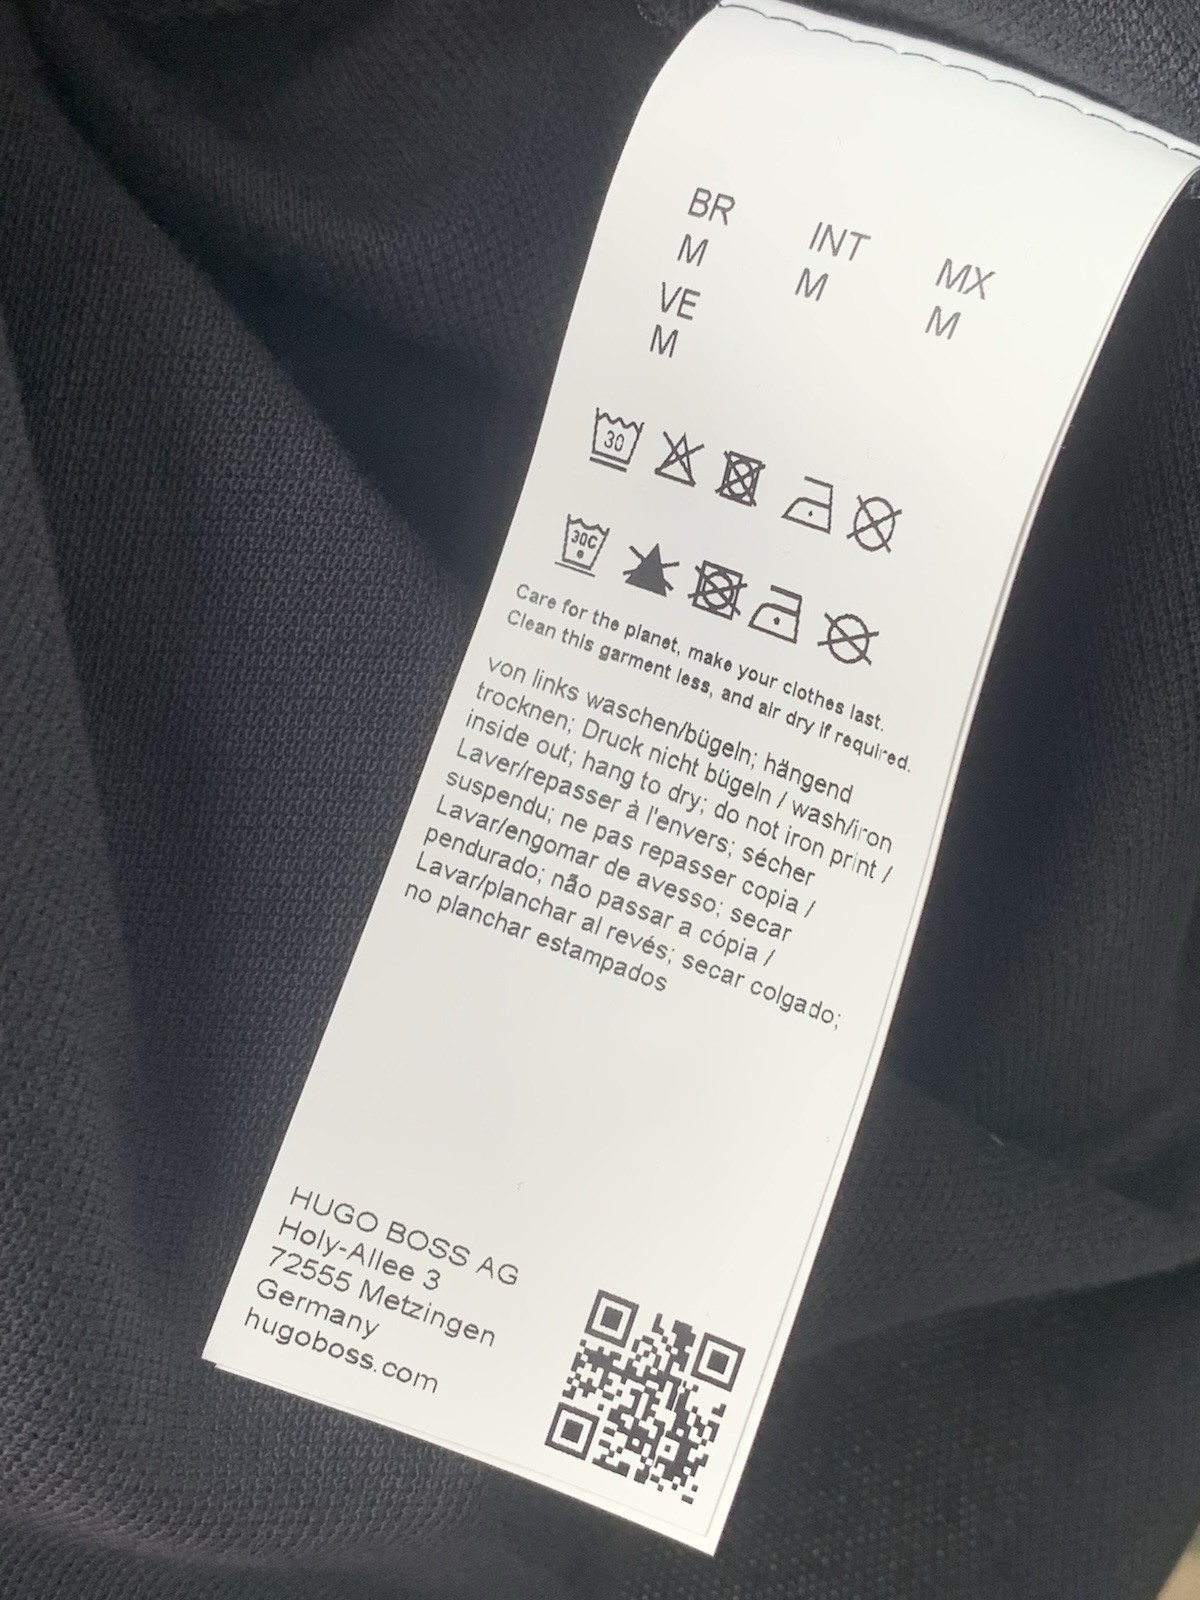 BR INT MX
M M M
VE
M
30
30C
Care for the planet, make your clothes last.
Clean this garment less, and air dry if required.
von links waschen/bügeln; hängend
trocknen; Druck nicht bügeln / wash/iron
inside out; hang to dry; do not iron print /
Laver/repasser à l'envers; sécher
suspendu; ne pas repasser copia /
Lavar/engomar de avesso; secar
pendurado; não passar a cópia /
Lavar/planchar al revés; secar colgado;
no planchar estampados
HUGO BOSS AG
Holy-Allee 3
72555 Metzingen
Germany
hugoboss.com